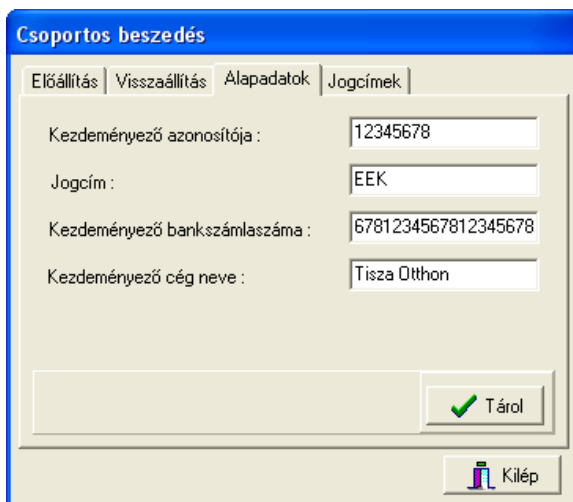 Csoportos beszedés
Előállítás Visszaállítás Alapadatok Jogcímek
Kezdeményező azonosítója : 12345678
Jogcím : EEK
Kezdeményező bankszámlaszáma : 6781234567812345678
Kezdeményező cég neve : Tisza Otthon
Tárol
Kilép